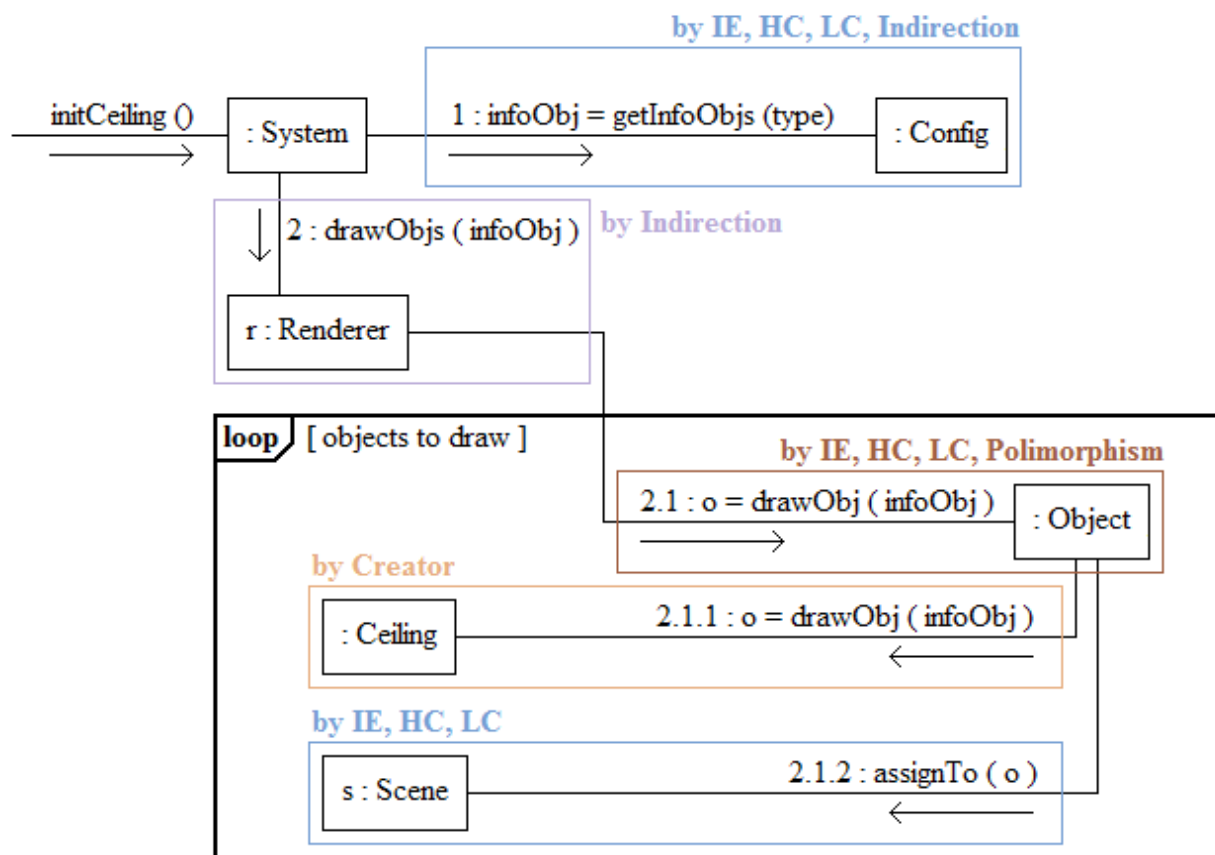 by IE, HC, LC, Indirection
initCeiling ()
: System
1 : infoObj = getInfoObjs (type)
: Config
2 : drawObjs ( infoObj )
by Indirection
r : Renderer
loop [ objects to draw ]
by IE, HC, LC, Polimorphism
2.1 : o = drawObj ( infoObj )
: Object
by Creator
: Ceiling
2.1.1 : o = drawObj ( infoObj )
by IE, HC, LC
s : Scene
2.1.2 : assignTo ( o )